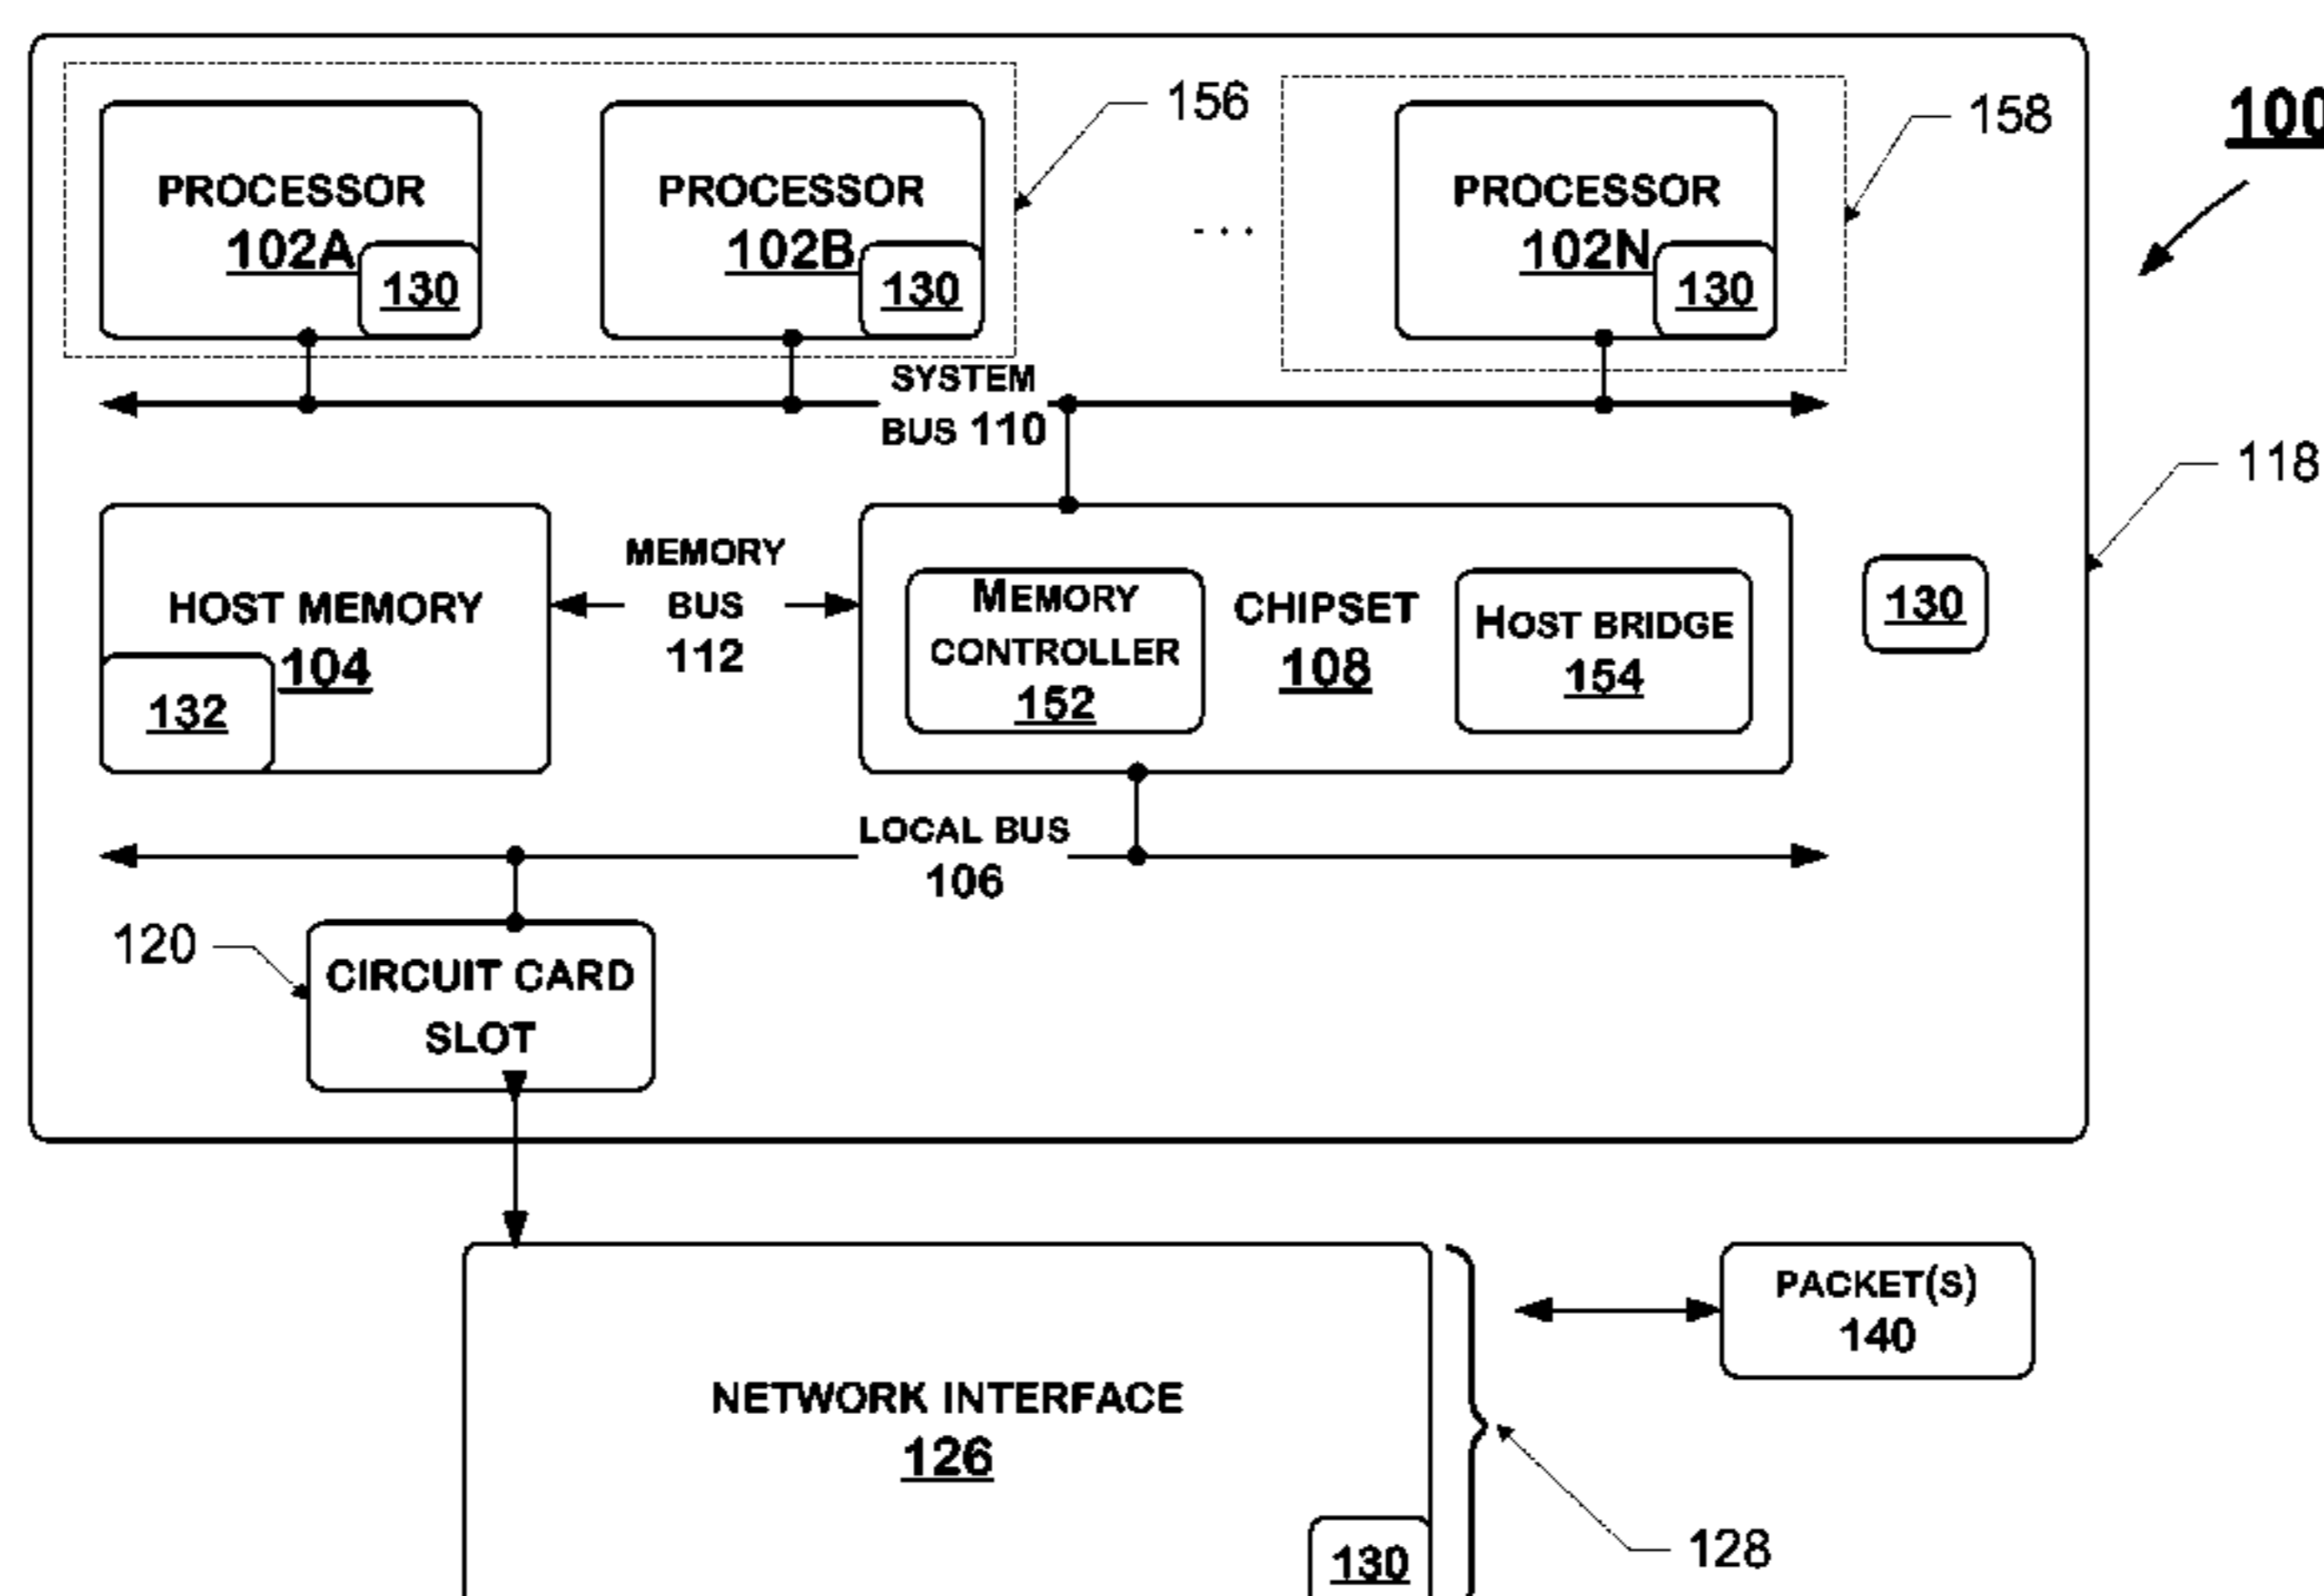 156
158
100
PROCESSOR
102A
130
PROCESSOR
102B
130
...
PROCESSOR
102N
130
SYSTEM
BUS 110
118
HOST MEMORY
104
132
MEMORY
BUS
112
MEMORY
CONTROLLER
152
CHIPSET
108
HOST BRIDGE
154
130
LOCAL BUS
106
120
CIRCUIT CARD
SLOT
PACKET(S)
140
NETWORK INTERFACE
126
130
128